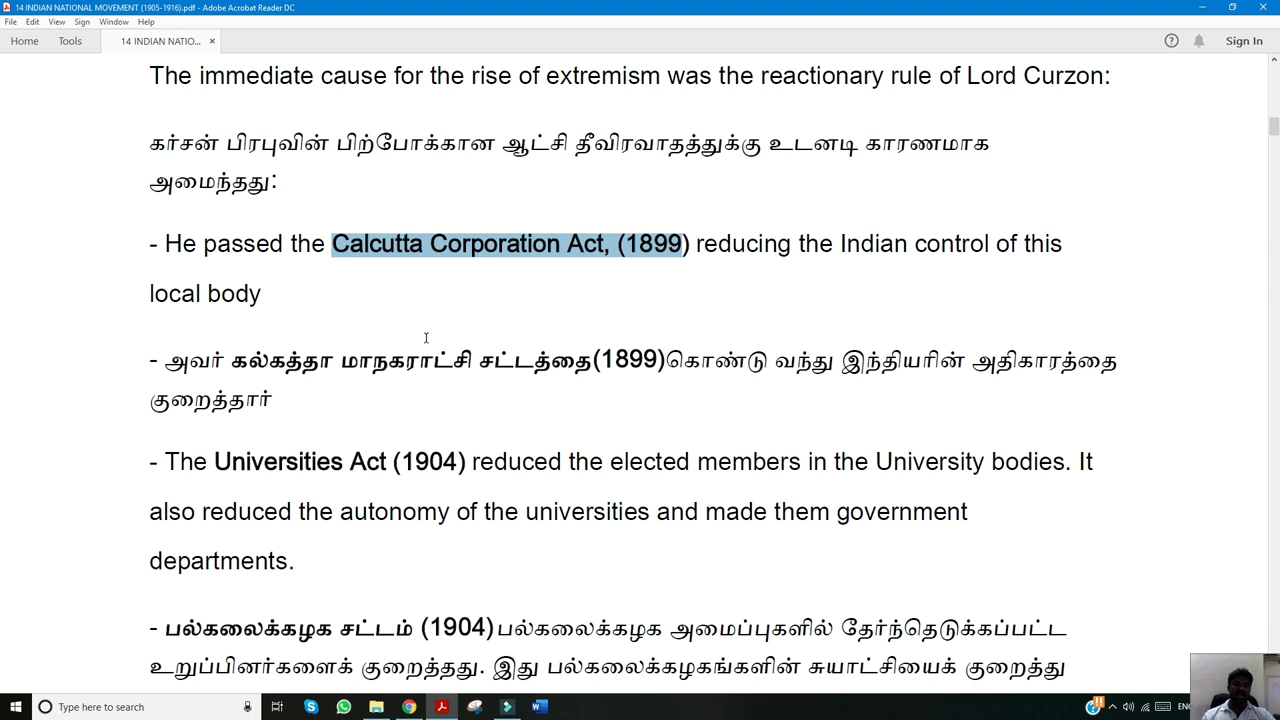 14 INDIAN NATIONAL MOVEMENT (1905-1916).pdf - Adobe Acrobat Reader DC
File Edit View Sign Window Help
Home Tools 14 INDIAN NATIO... × Sign In
The immediate cause for the rise of extremism was the reactionary rule of Lord Curzon:
கர்சன் பிரபுவின் பிற்போக்கான ஆட்சி தீவிரவாதத்துக்கு உடனடி காரணமாக
அமைந்தது:
- He passed the Calcutta Corporation Act, (1899) reducing the Indian control of this
local body
- அவர் கல்கத்தா மாநகராட்சி சட்டத்தை(1899)கொண்டு வந்து இந்தியரின் அதிகாரத்தை
குறைத்தார்
- The Universities Act (1904) reduced the elected members in the University bodies. It
also reduced the autonomy of the universities and made them government
departments.
- பல்கலைக்கழக சட்டம் (1904) பல்கலைக்கழக அமைப்புகளில் தேர்ந்தெடுக்கப்பட்ட
உறுப்பினர்களைக் குறைத்தது. இது பல்கலைக்கழகங்களின் சுயாட்சியைக் குறைத்து
Type here to search